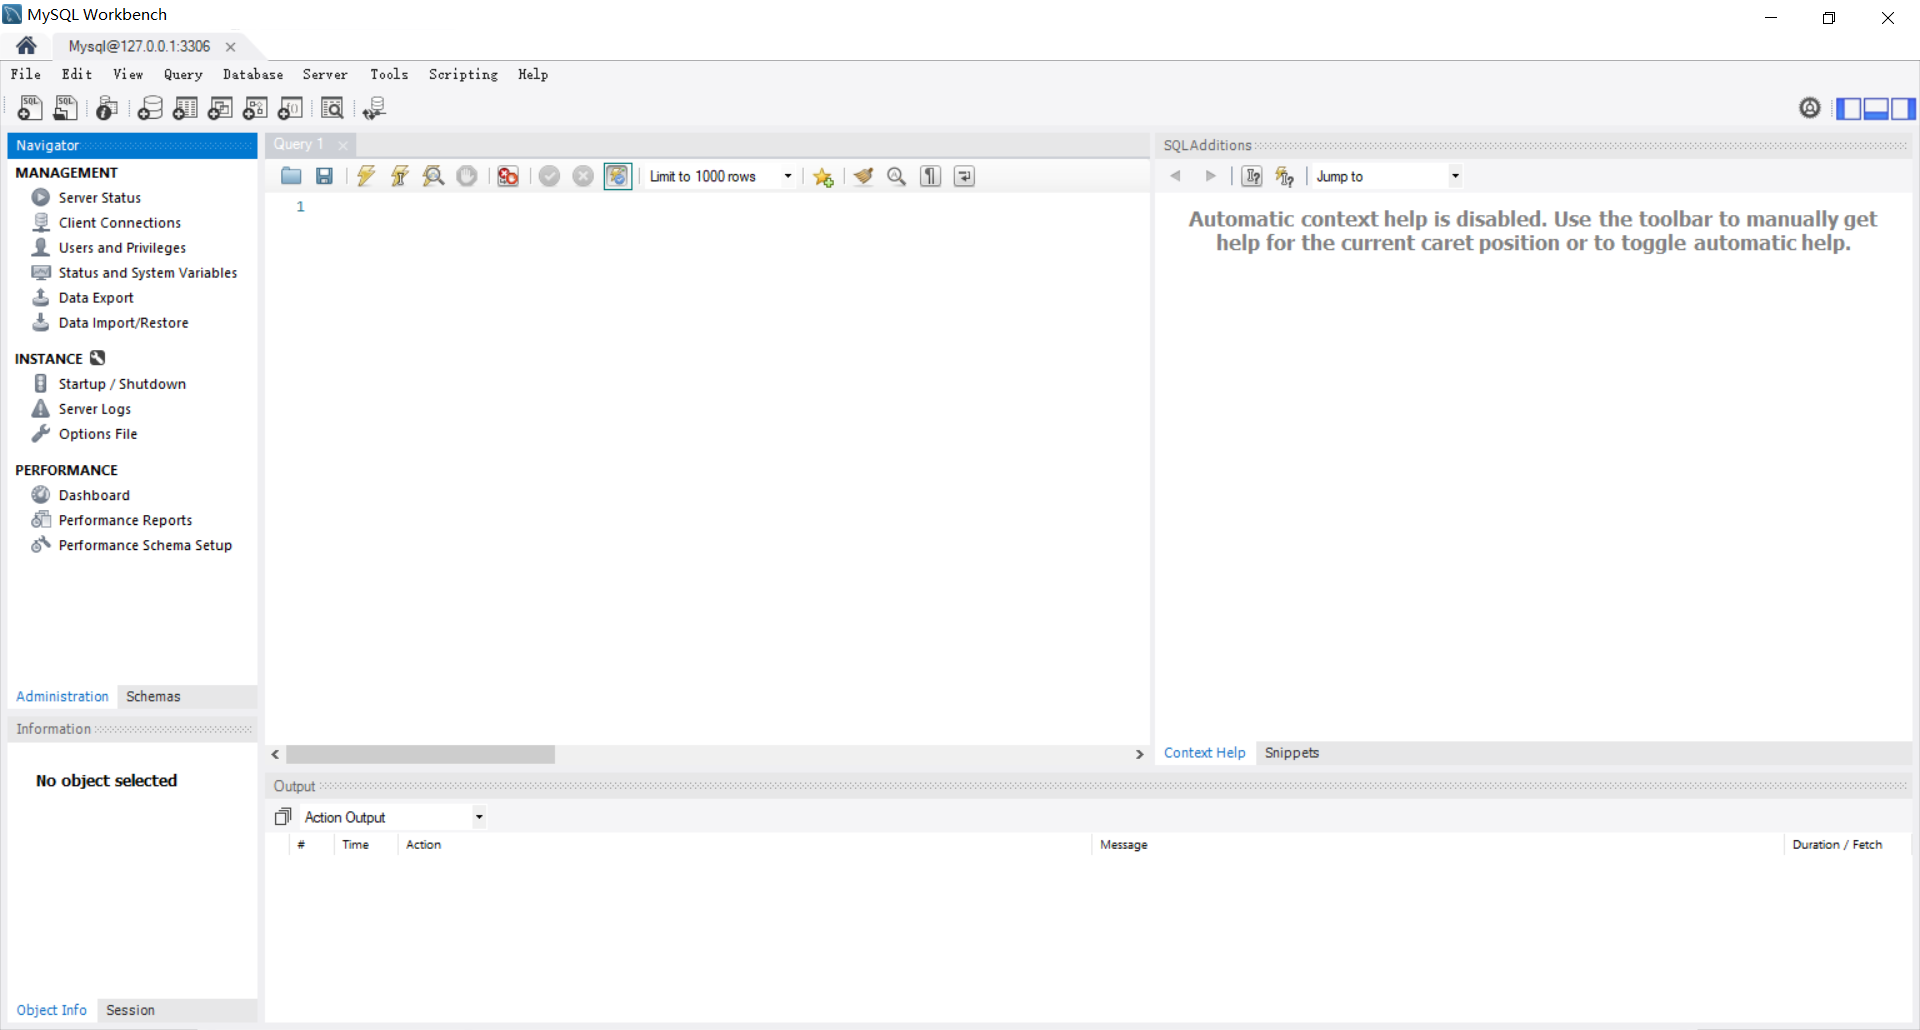 MySQL Workbench
Mysql@127.0.0.1:3306
File Edit View Query Database Server Tools Scripting Help
Navigator
MANAGEMENT
Server Status
Client Connections
Users and Privileges
Status and System Variables
Data Export
Data Import/Restore
INSTANCE
Startup / Shutdown
Server Logs
Options File
PERFORMANCE
Dashboard
Performance Reports
Performance Schema Setup
Administration Schemas
Information
No object selected
Object Info Session
Query 1
Limit to 1000 rows
1
SQLAdditions
Jump to
Automatic context help is disabled. Use the toolbar to manually get
help for the current caret position or to toggle automatic help.
Context Help Snippets
Output
Action Output
# Time Action Message Duration / Fetch